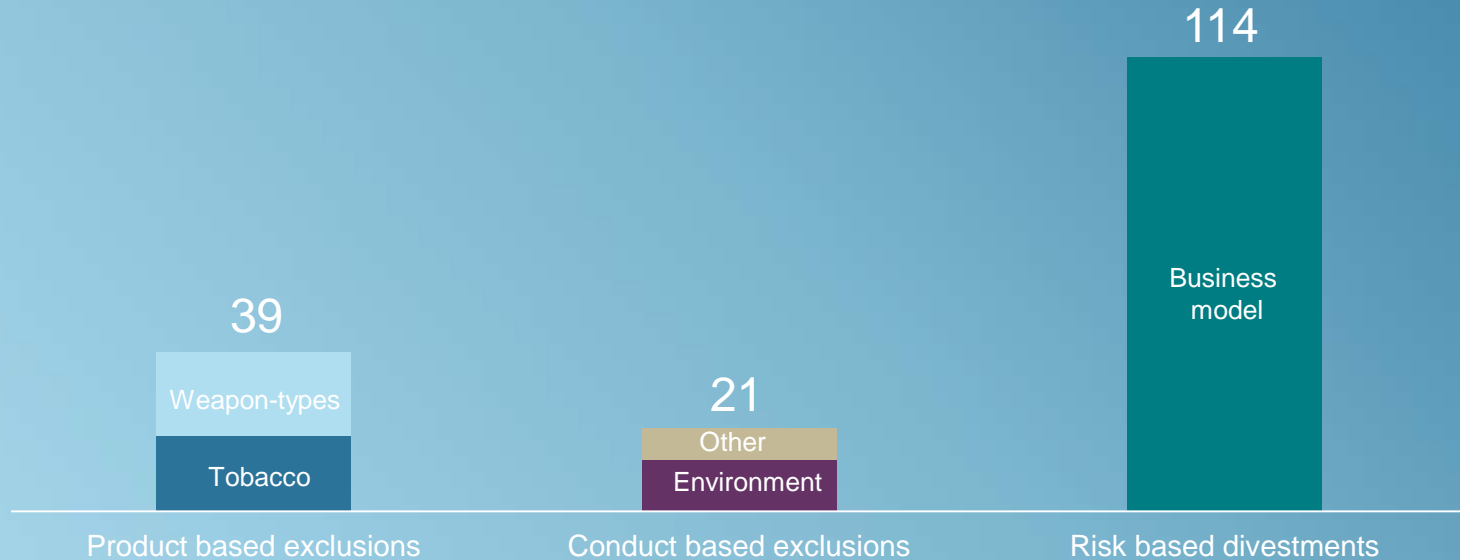 114
39
21
Business
model
Weapon-types
Other
Tobacco
Environment
Product based exclusions
Conduct based exclusions
Risk based divestments